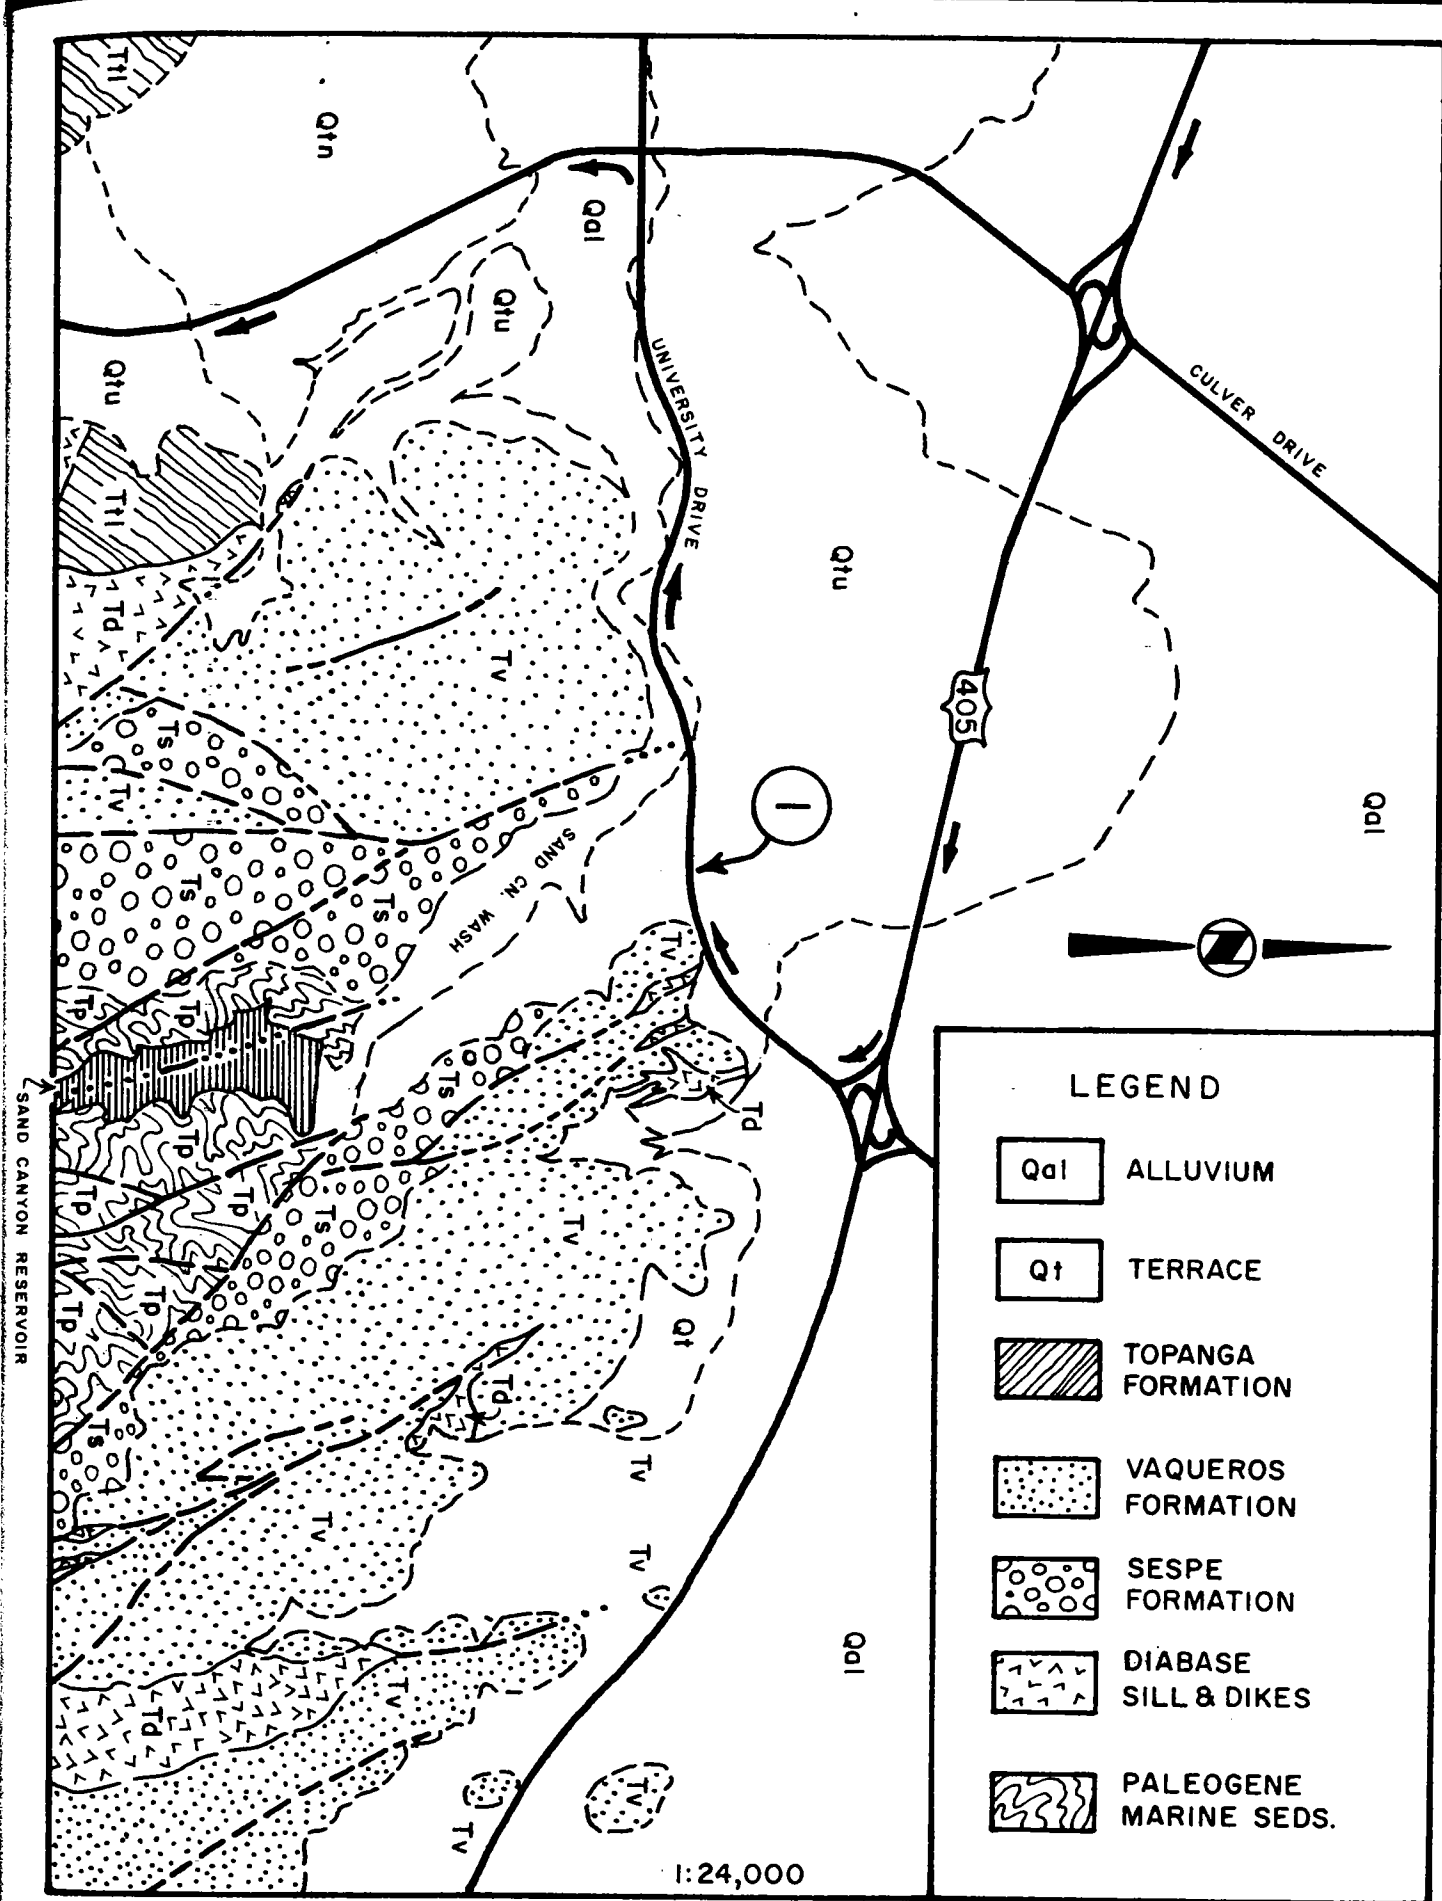 Ttl
Qtn
Qal
Qtu
UNIVERSITY DRIVE
CULVER DRIVE
Qtu
Ttl
Qtu
405
Td
Tv
Ts
Tv
Qal
1
SAND CN. WASH
Ts
Ts
Tv
Tp
Tp
Td
Ts
SAND CANYON RESERVOIR
Tp
Tp
Tp
Ts
Tv
Tp
Tp
Qt
Td
Ts
Tv
Tv
Tv
Qal
Tv
Td
Tv
Tv
1:24,000
LEGEND
Qal ALLUVIUM
Qt TERRACE
TOPANGA
FORMATION
VAQUEROS
FORMATION
SESPE
FORMATION
DIABASE
SILL & DIKES
PALEOGENE
MARINE SEDS.